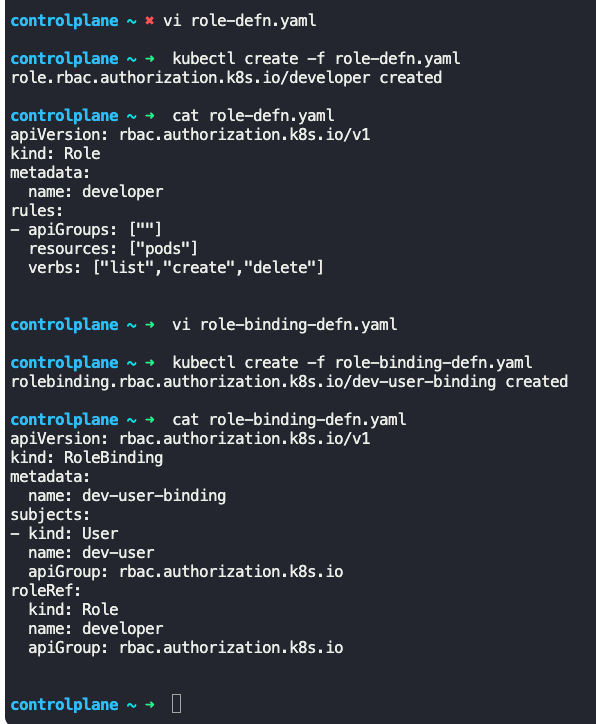 controlplane ~ ✖ vi role-defn.yaml
controlplane ~ ➜  kubectl create -f role-defn.yaml
role.rbac.authorization.k8s.io/developer created
controlplane ~ ➜  cat role-defn.yaml
apiVersion: rbac.authorization.k8s.io/v1
kind: Role
metadata:
  name: developer
rules:
- apiGroups: [""]
  resources: ["pods"]
  verbs: ["list","create","delete"]
controlplane ~ ➜  vi role-binding-defn.yaml
controlplane ~ ➜  kubectl create -f role-binding-defn.yaml
rolebinding.rbac.authorization.k8s.io/dev-user-binding created
controlplane ~ ➜  cat role-binding-defn.yaml
apiVersion: rbac.authorization.k8s.io/v1
kind: RoleBinding
metadata:
  name: dev-user-binding
subjects:
- kind: User
  name: dev-user
  apiGroup: rbac.authorization.k8s.io
roleRef:
  kind: Role
  name: developer
  apiGroup: rbac.authorization.k8s.io
controlplane ~ ➜